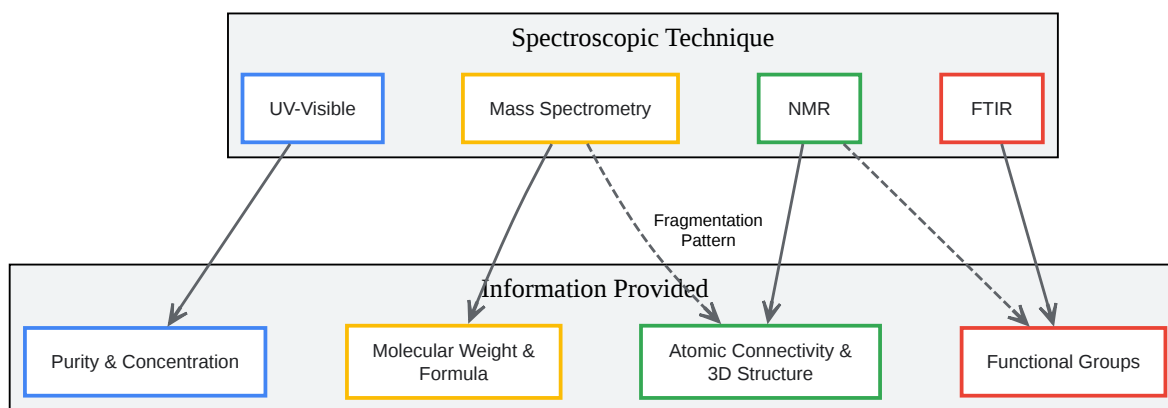 Spectroscopic Technique
UV-Visible
Mass Spectrometry
NMR
FTIR
Fragmentation
Pattern
Information Provided
Purity & Concentration
Molecular Weight &
Formula
Atomic Connectivity &
3D Structure
Functional Groups